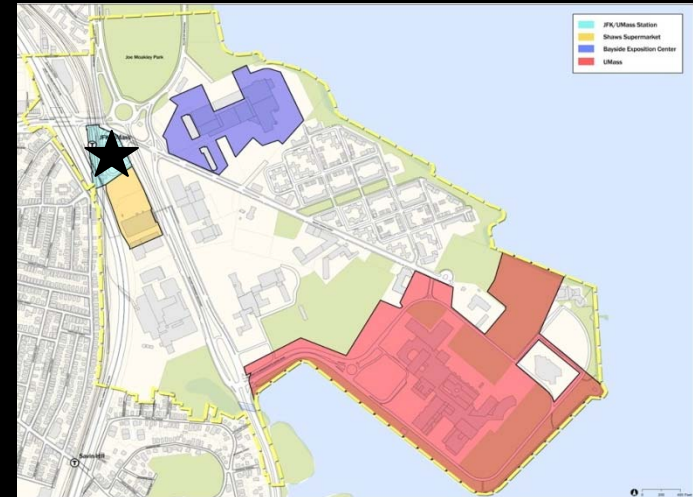 JFK/UMass Station
Shaws Supermarket
Bayside Exposition Center
UMass
Joe Moakley Park
T
Savin Hill
T